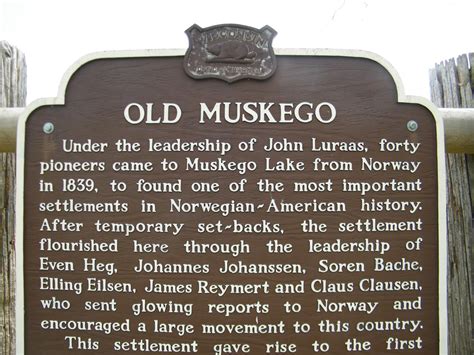 WISCONSIN
OLD MUSKEGO
Under the leadership of John Luraas, forty
pioneers came to Muskego Lake from Norway
in 1839, to found one of the most important
settlements in Norwegian-American history.
After temporary set-backs, the settlement
flourished here through the leadership of
Even Heg, Johannes Johanssen, Soren Bache,
Elling Eilsen, James Reymert and Claus Clausen,
who sent glowing reports to Norway and
encouraged a large movement to this country.
This settlement gave rise to the first